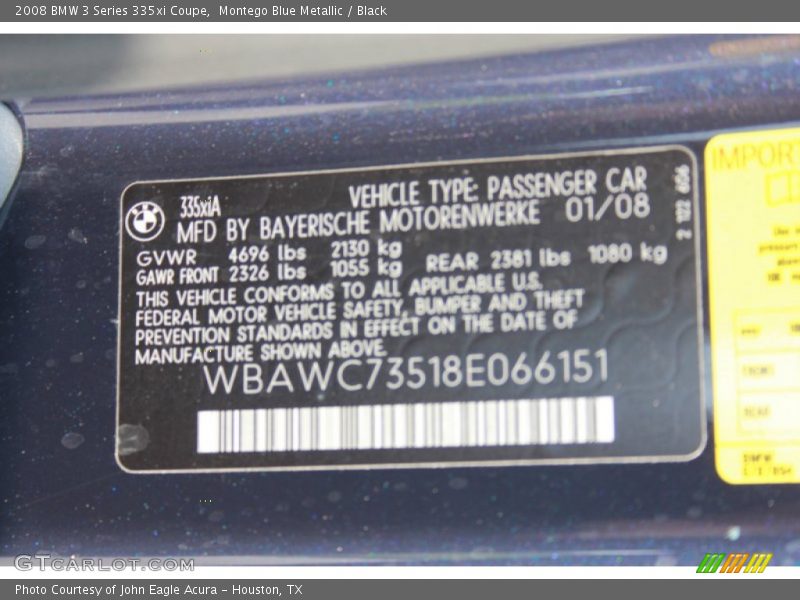 2008 BMW 3 Series 335xi Coupe,  Montego Blue Metallic / Black
335xiA VEHICLE TYPE: PASSENGER CAR
MFD BY BAYERISCHE MOTORENWERKE 01/08
GVWR 4696 lbs 2130 kg
GAWR FRONT 2326 lbs 1055 kg REAR 2381 lbs 1080 kg
THIS VEHICLE CONFORMS TO ALL APPLICABLE U.S.
FEDERAL MOTOR VEHICLE SAFETY, BUMPER AND THEFT
PREVENTION STANDARDS IN EFFECT ON THE DATE OF
MANUFACTURE SHOWN ABOVE.
WBAWC73518E066151
IMPORT
FRONT
REAR
GTCARLOT.COM
Photo Courtesy of John Eagle Acura – Houston, TX